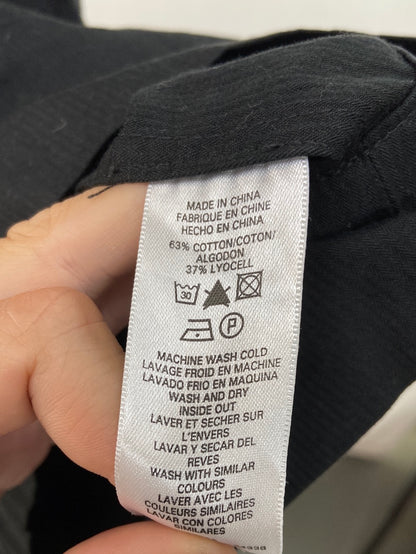 MADE IN CHINA
FABRIQUE EN CHINE
HECHO EN CHINA
63% COTTON/COTON/
ALGODON
37% LYOCELL
30
P
MACHINE WASH COLD
LAVAGE FROID EN MACHINE
LAVADO FRIO EN MAQUINA
WASH AND DRY
INSIDE OUT
LAVER ET SECHER SUR
L'ENVERS
LAVAR Y SECAR DEL
REVES
WASH WITH SIMILAR
COLOURS
LAVER AVEC LES
COULEURS SIMILAIRES
LAVAR CON COLORES
SIMILARES